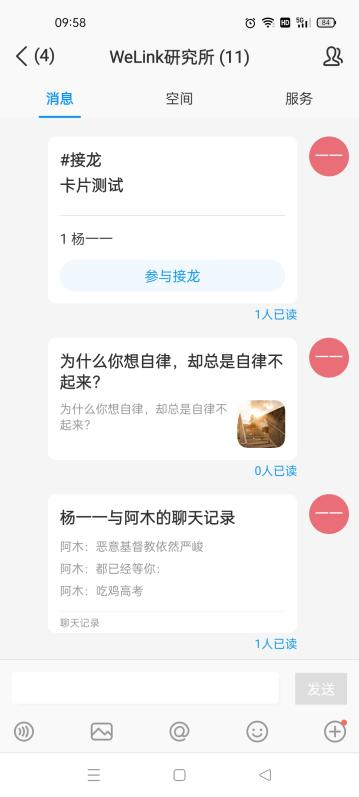 09:58
HD 5G 84
(4)
WeLink研究所 (11)
消息 空间 服务
#接龙
卡片测试
一一
1 杨一一
参与接龙
1人已读
为什么你想自律，却总是自律不
起来？
一一
为什么你想自律，却总是自律不
起来？
0人已读
杨一一与阿木的聊天记录
一一
阿木：恶意基督教依然严峻
阿木：都已经等你:
阿木：吃鸡高考
聊天记录
1人已读
发送